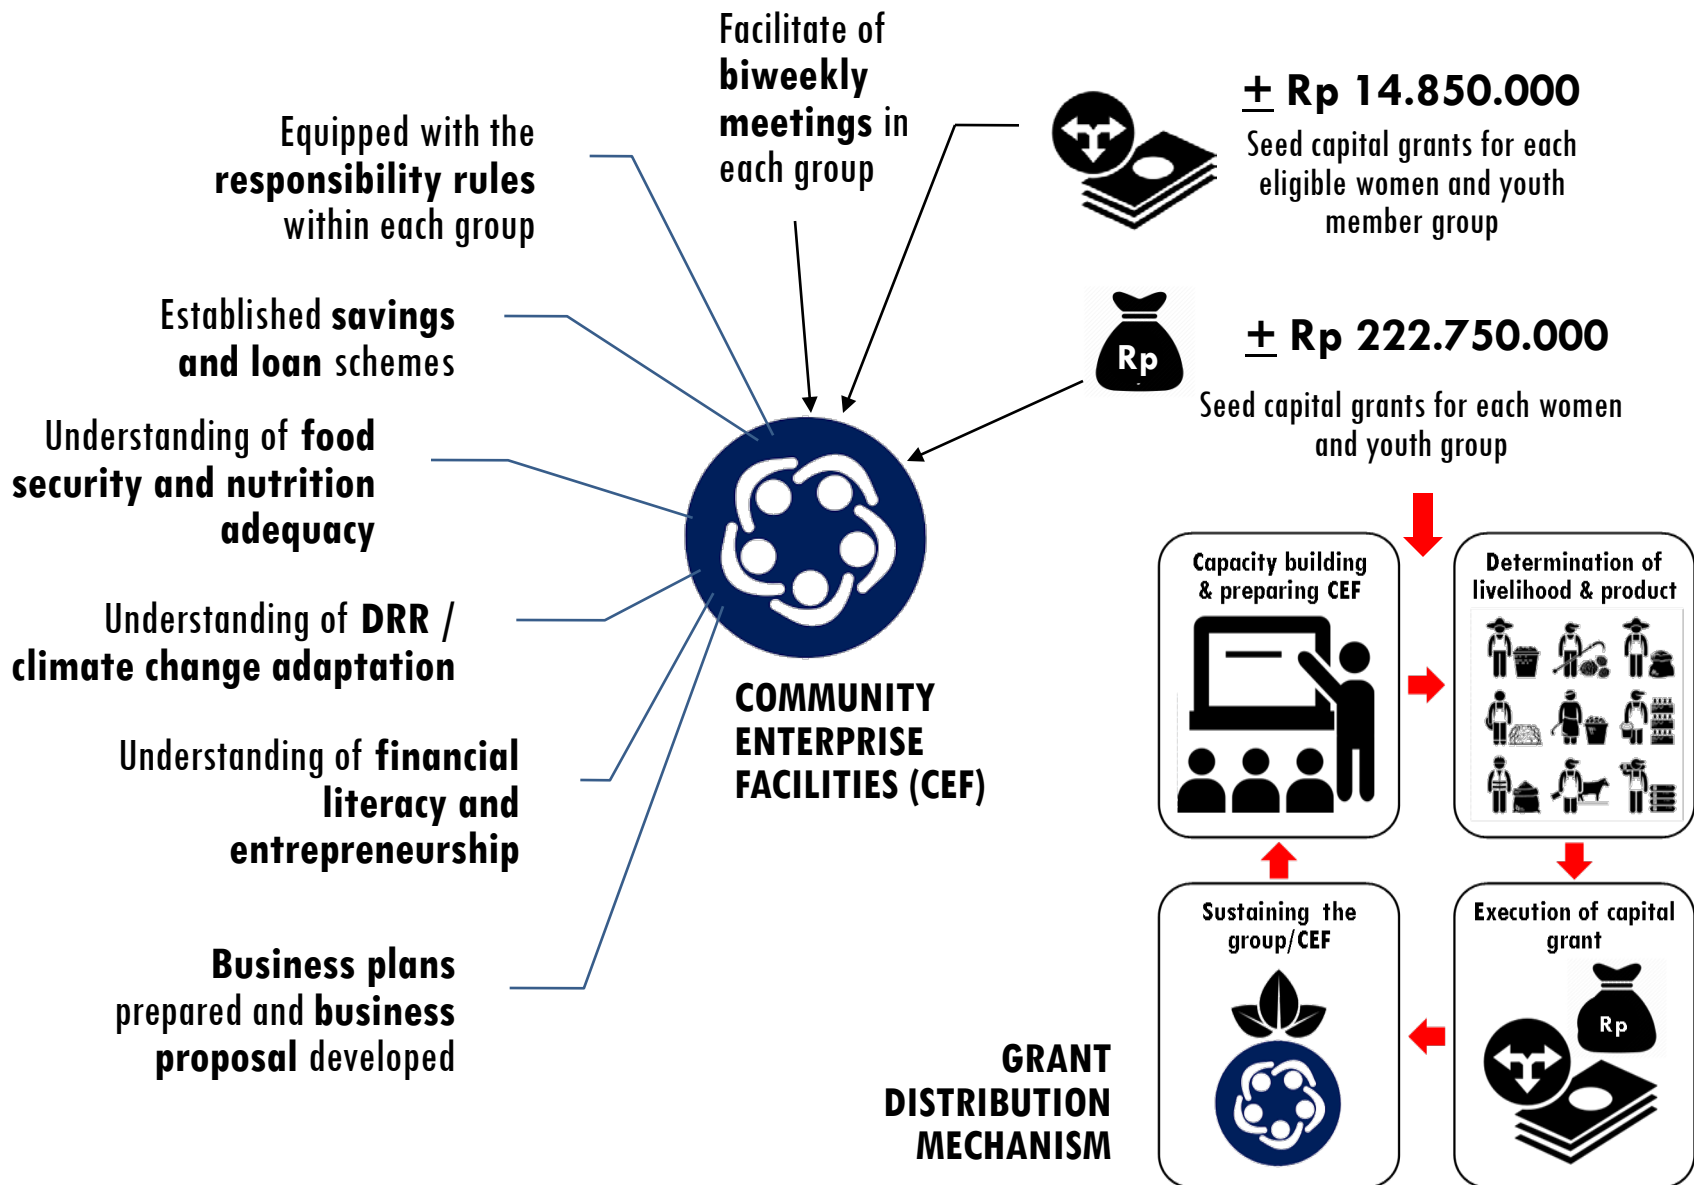 Facilitate of
biweekly
meetings in
each group
Equipped with the
responsibility rules
within each group
Established savings
and loan schemes
Understanding of food
security and nutrition
adequacy
Understanding of DRR /
climate change adaptation
Understanding of financial
literacy and
entrepreneurship
Business plans
prepared and business
proposal developed
COMMUNITY
ENTERPRISE
FACILITIES (CEF)
+ Rp 14.850.000
Seed capital grants for each
eligible women and youth
member group
Rp
+ Rp 222.750.000
Seed capital grants for each women
and youth group
Capacity building
& preparing CEF
Determination of
livelihood & product
Sustaining the
group/CEF
Execution of capital
grant
Rp
GRANT
DISTRIBUTION
MECHANISM